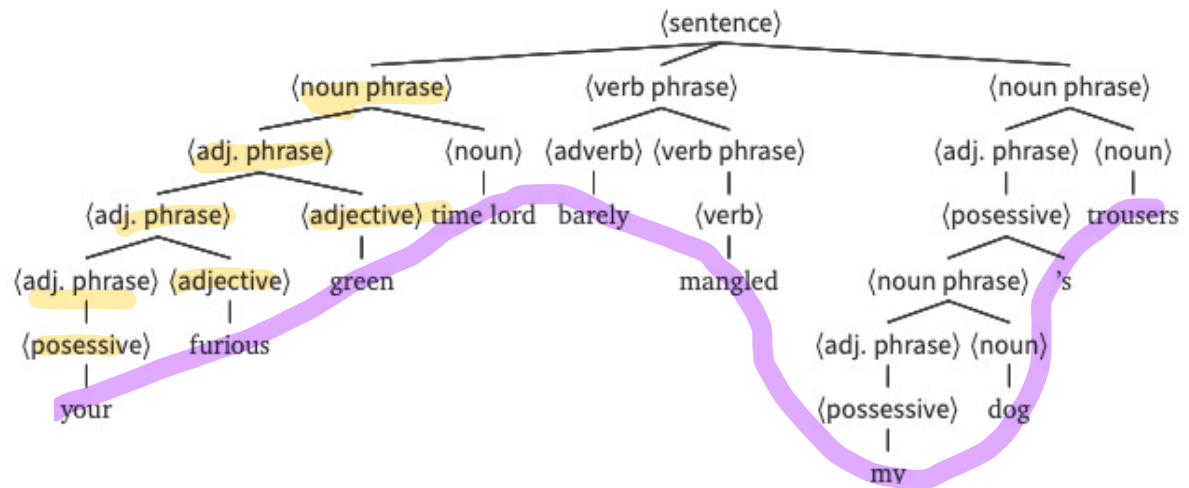 ⟨sentence⟩
⟨noun phrase⟩ ⟨verb phrase⟩ ⟨noun phrase⟩
⟨adj. phrase⟩ ⟨noun⟩ ⟨adverb⟩ ⟨verb phrase⟩ ⟨adj. phrase⟩ ⟨noun⟩
⟨adj. phrase⟩ ⟨adjective⟩ time lord barely ⟨verb⟩ ⟨posessive⟩ trousers
⟨adj. phrase⟩ ⟨adjective⟩ green mangled ⟨noun phrase⟩ ’s
⟨posessive⟩ furious ⟨adj. phrase⟩ ⟨noun⟩
your ⟨possessive⟩ dog
my